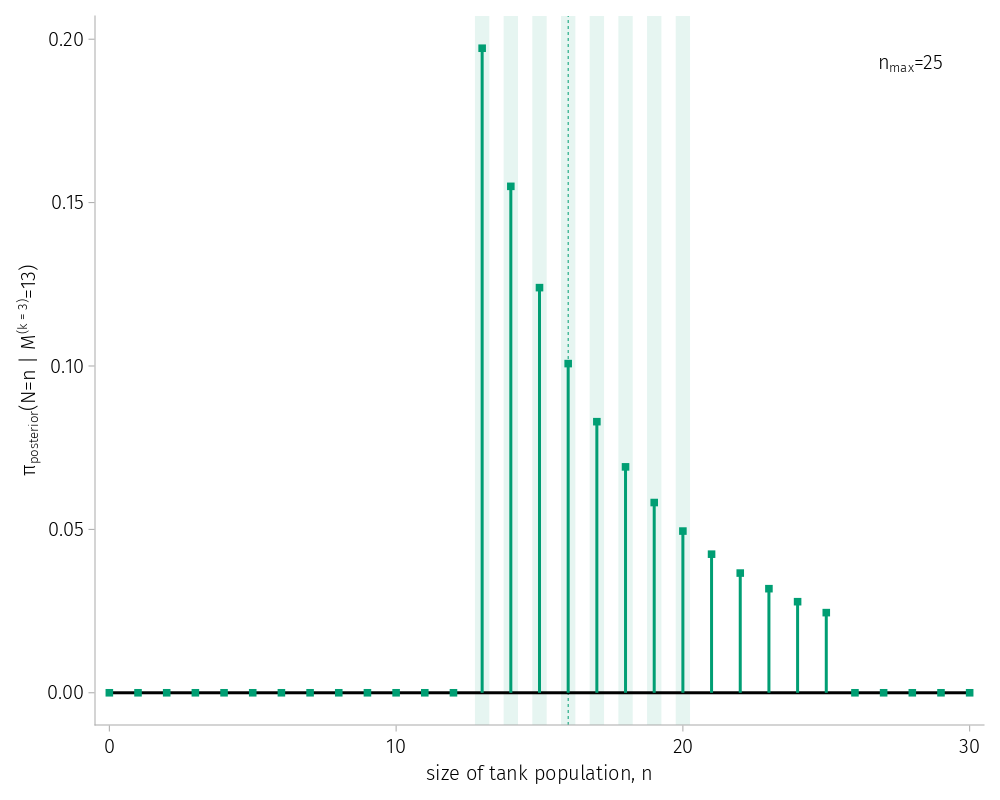 0.20
0.15
0.10
0.05
0.00
π_posterior(N=n | M^(k = 3)=13)
n_max=25
0 10 20 30
size of tank population, n